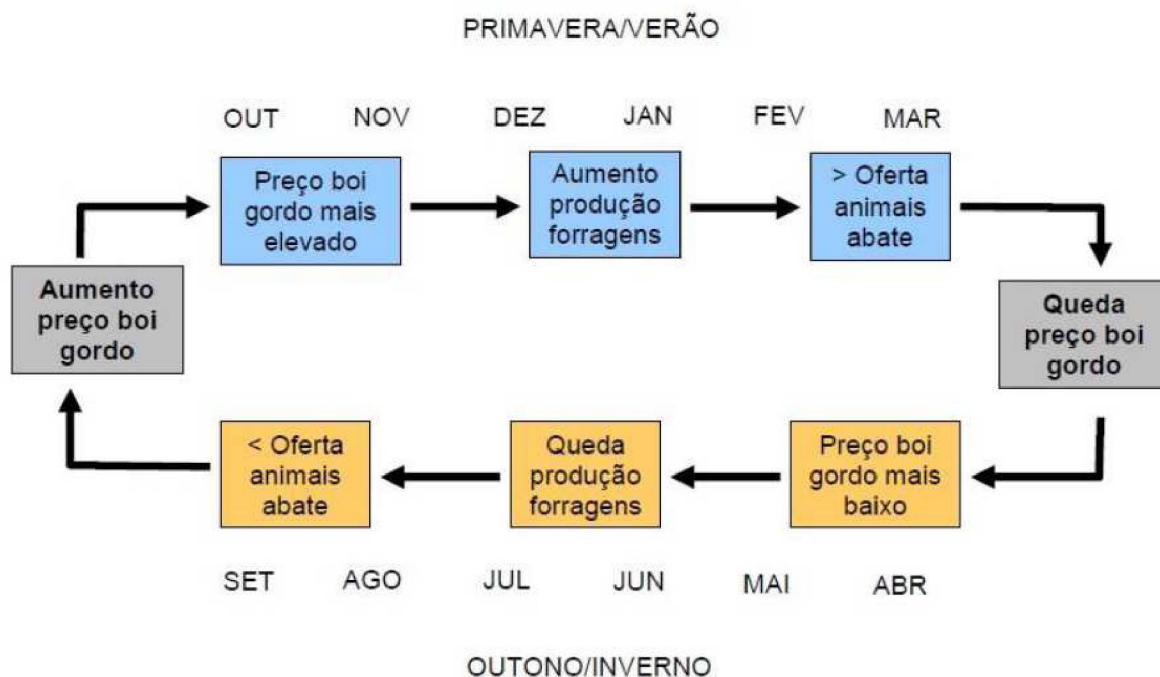 PRIMAVERA/VERÃO
OUT NOV DEZ JAN FEV MAR
Preço boi
gordo mais
elevado
Aumento
produção
forragens
> Oferta
animais
abate
Aumento
preço boi
gordo
Queda
preço boi
gordo
< Oferta
animais
abate
Queda
produção
forragens
Preço boi
gordo mais
baixo
SET AGO JUL JUN MAI ABR
OUTONO/INVERNO